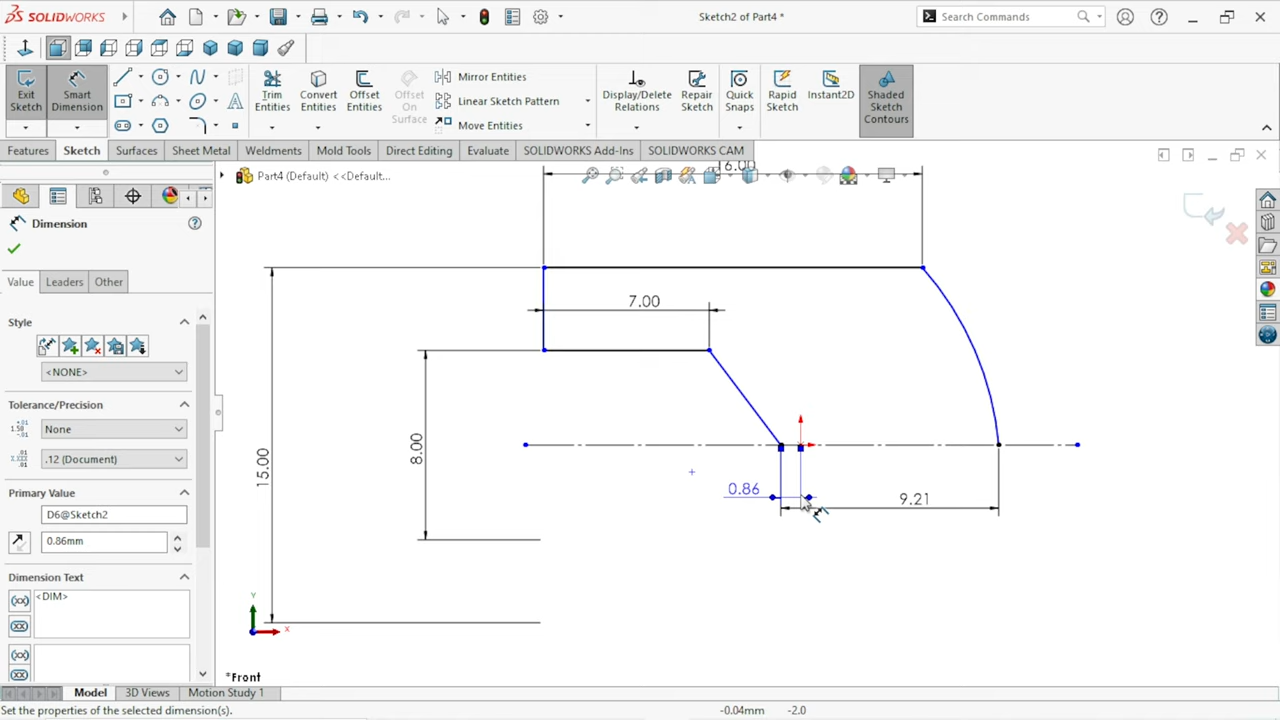 SOLIDWORKS
Sketch2 of Part4 *
Search Commands
Exit Sketch
Smart Dimension
Trim Entities
Convert Entities
Offset Entities
Offset On Surface
Mirror Entities
Linear Sketch Pattern
Move Entities
Display/Delete Relations
Repair Sketch
Quick Snaps
Rapid Sketch
Instant2D
Shaded Sketch Contours
Features
Sketch
Surfaces
Sheet Metal
Weldments
Mold Tools
Direct Editing
Evaluate
SOLIDWORKS Add-Ins
SOLIDWORKS CAM
Part4 (Default) <<Default...
16.00
Dimension
Value
Leaders
Other
Style
<NONE>
Tolerance/Precision
None
.12 (Document)
Primary Value
D6@Sketch2
0.86mm
Dimension Text
<DIM>
7.00
8.00
15.00
0.86
9.21
Y
X
*Front
Model
3D Views
Motion Study 1
Set the properties of the selected dimension(s).
-0.04mm
-2.0